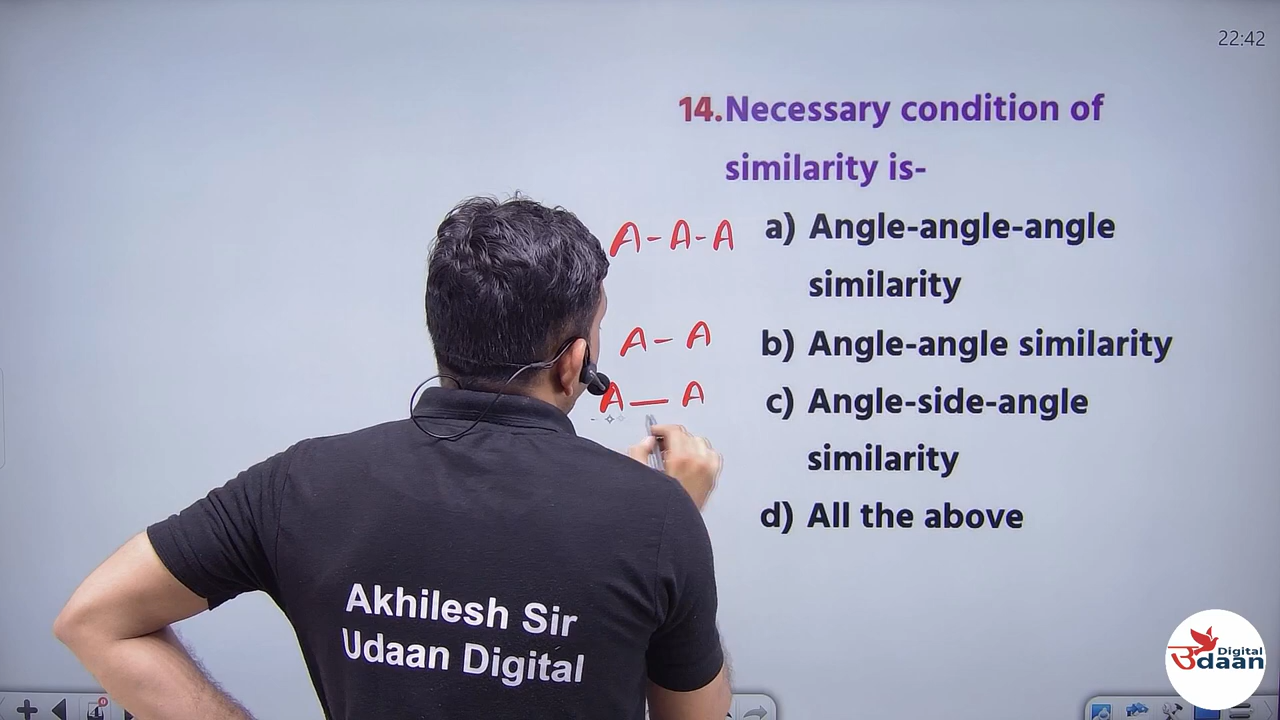 22:42
14.Necessary condition of
similarity is-
A-A-A a) Angle-angle-angle
similarity
A-A b) Angle-angle similarity
A—A c) Angle-side-angle
similarity
d) All the above
Akhilesh Sir
Udaan Digital
Digital
उdaan